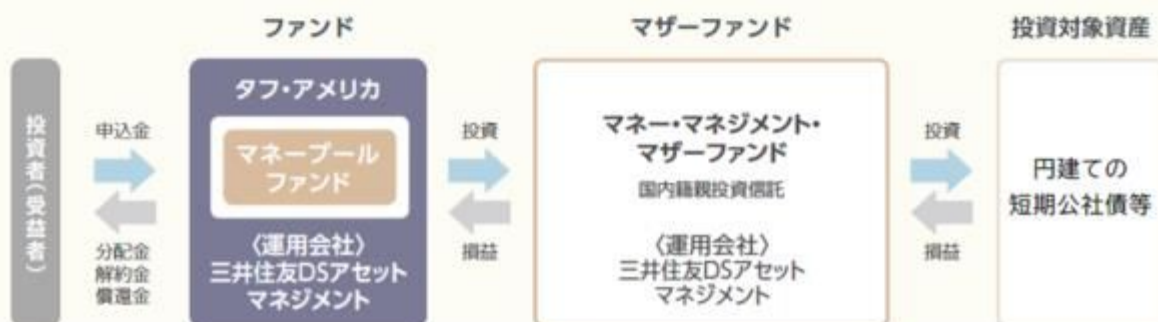 ファンド
マザーファンド
投資対象資産
投資者(受益者)
申込金
分配金
解約金
償還金
タフ・アメリカ
マネープール
ファンド
〈運用会社〉
三井住友DSアセット
マネジメント
投資
損益
マネー・マネジメント・
マザーファンド
国内籍親投資信託
〈運用会社〉
三井住友DSアセット
マネジメント
投資
損益
円建ての
短期公社債等